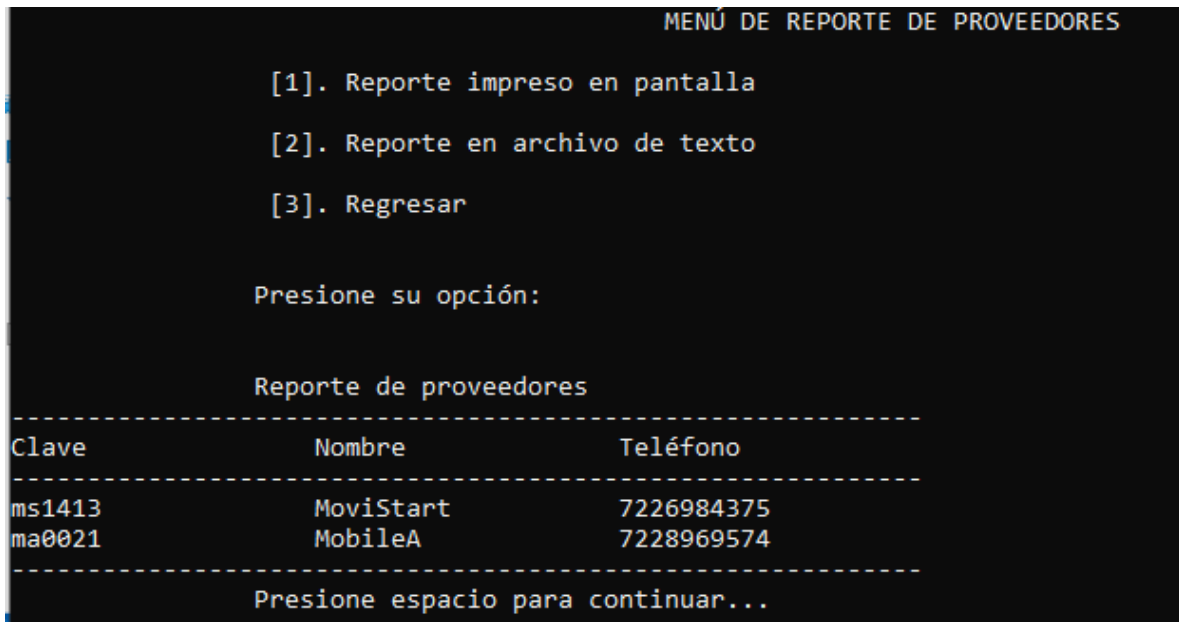 MENÚ DE REPORTE DE PROVEEDORES
[1]. Reporte impreso en pantalla
[2]. Reporte en archivo de texto
[3]. Regresar
Presione su opción:
Reporte de proveedores
------------------------------------------------------------
Clave Nombre Teléfono
------------------------------------------------------------
ms1413 MoviStart 7226984375
ma0021 MobileA 7228969574
------------------------------------------------------------
Presione espacio para continuar...